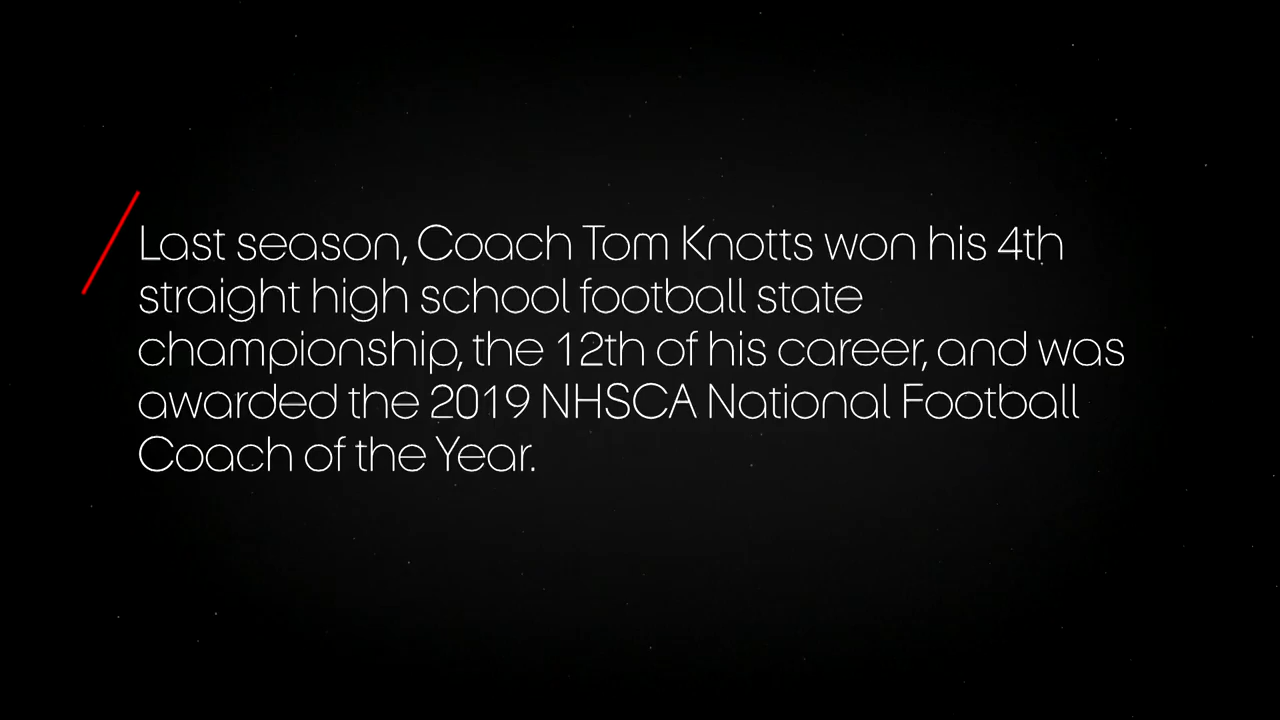 Last season, Coach Tom Knotts won his 4th
straight high school football state
championship, the 12th of his career, and was
awarded the 2019 NHSCA National Football
Coach of the Year.